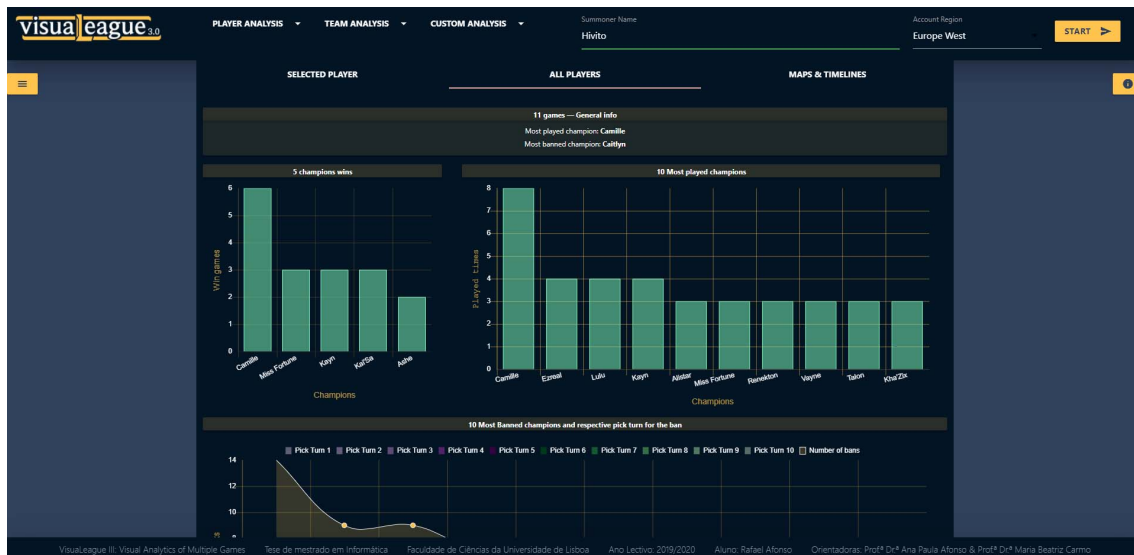 visualeague 3.0
PLAYER ANALYSIS TEAM ANALYSIS CUSTOM ANALYSIS
Summoner Name
Hivito
Account Region
Europe West
START
SELECTED PLAYER ALL PLAYERS MAPS & TIMELINES
11 games — General info
Most played champion: Camille
Most banned champion: Caitlyn
5 champions wins
6
5
4
3
2
1
0
Win games
Camille Miss Fortune Kayn Kai'Sa Ashe
Champions
10 Most played champions
8
7
6
5
4
3
2
1
0
Played times
Camille Ezreal Lulu Kayn Alistar Miss Fortune Renekton Vayne Talon Kha'Zix
Champions
10 Most Banned champions and respective pick turn for the ban
Pick Turn 1 Pick Turn 2 Pick Turn 3 Pick Turn 4 Pick Turn 5 Pick Turn 6 Pick Turn 7 Pick Turn 8 Pick Turn 9 Pick Turn 10 Number of bans
14
12
10
8
VisuaLeague III: Visual Analytics of Multiple Games Tese de mestrado em Informática Faculdade de Ciências da Universidade de Lisboa Ano Lectivo: 2019/2020 Aluno: Rafael Afonso Orientadoras: Prof.ª Dr.ª Ana Paula Afonso & Prof.ª Dr.ª Maria Beatriz Carmo